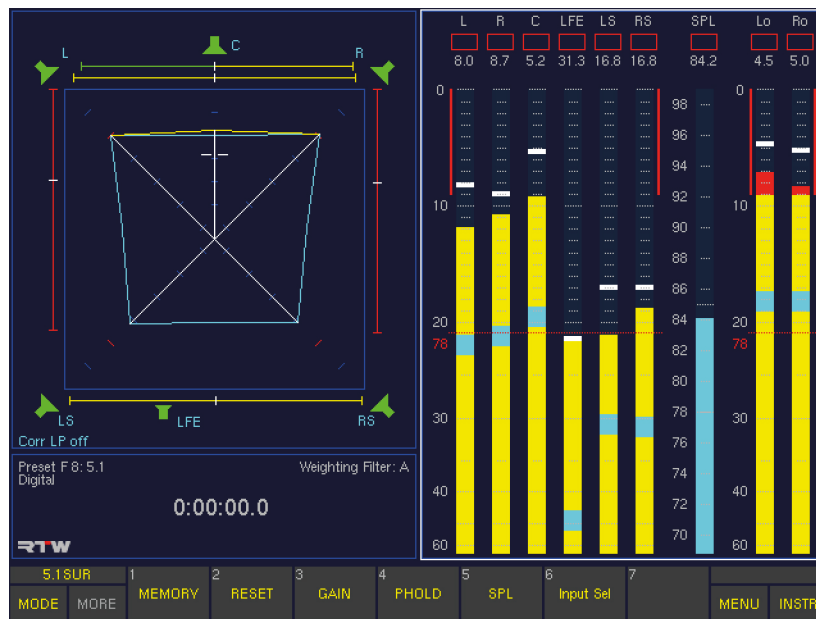 C
L R
LS LFE RS
Corr LP off
Preset F 8: 5.1 Weighting Filter: A
Digital
0:00:00.0
RTW
L R C LFE LS RS SPL Lo Ro
8.0 8.7 5.2 31.3 16.8 16.8 84.2 4.5 5.0
0 0
98
96
94
92
10 10
90
88
86
20 84 20
78 78
82
80
30 78 30
76
74
40 40
72
70
60 60
5.1SUR 1 2 3 4 5 6 7
MODE MORE MEMORY RESET GAIN PHOLD SPL Input Sel MENU INSTR